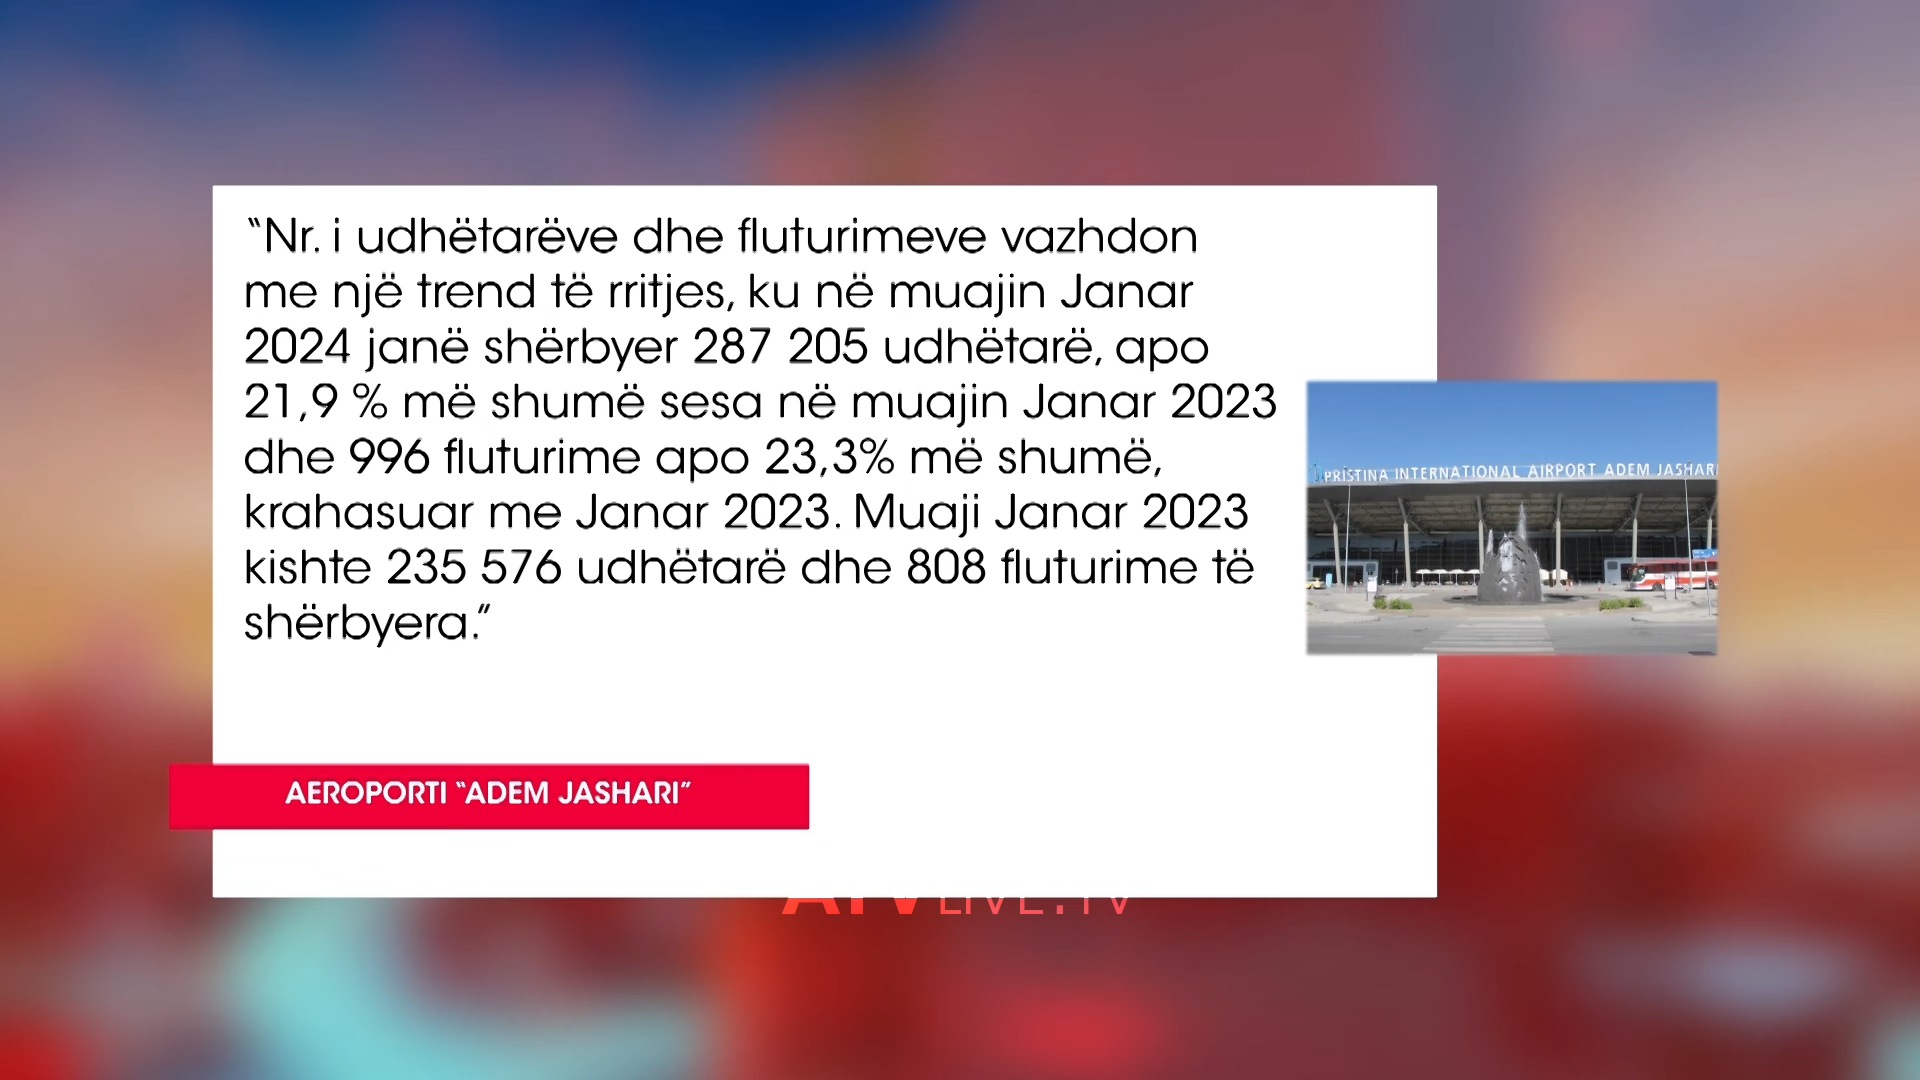 “Nr. i udhëtarëve dhe fluturimeve vazhdon
me një trend të rritjes, ku në muajin Janar
2024 janë shërbyer 287 205 udhëtarë, apo
21,9 % më shumë sesa në muajin Janar 2023
dhe 996 fluturime apo 23,3% më shumë,
krahasuar me Janar 2023. Muaji Janar 2023
kishte 235 576 udhëtarë dhe 808 fluturime të
shërbyera.”
PRISTINA INTERNATIONAL AIRPORT ADEM JASHARI
AEROPORTI “ADEM JASHARI”
ATV LIVE.TV